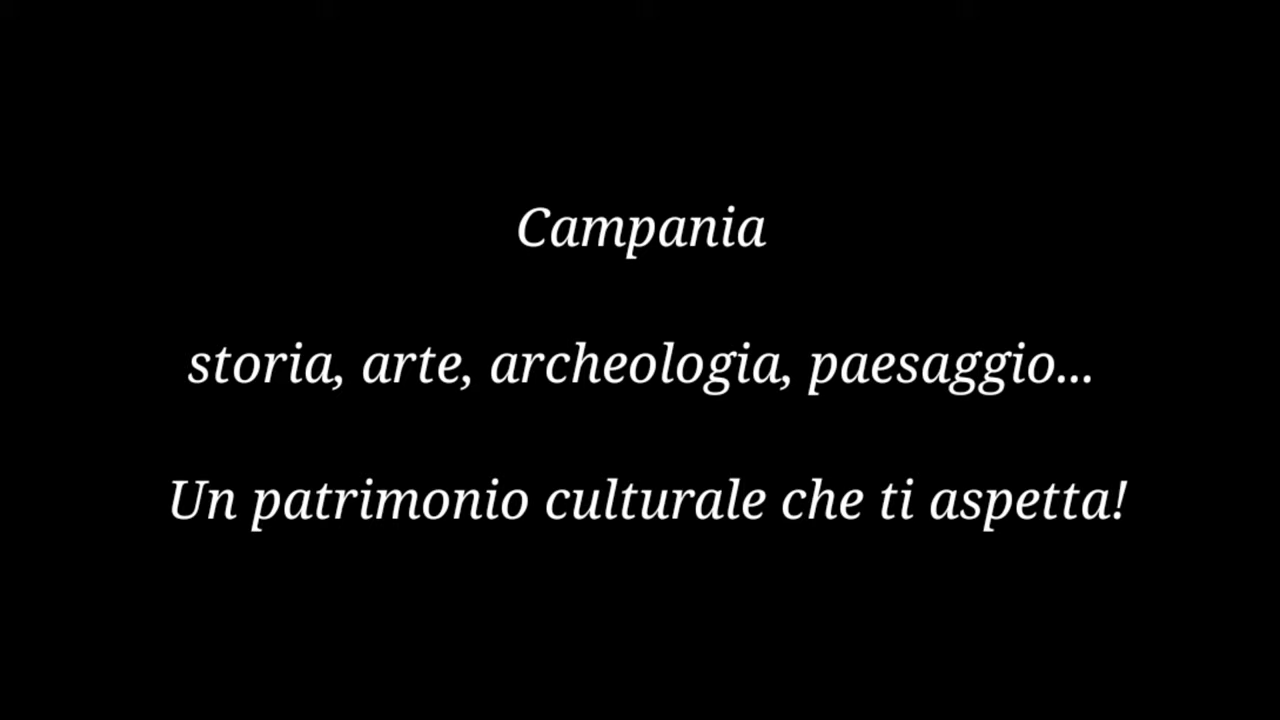 Campania
storia, arte, archeologia, paesaggio...
Un patrimonio culturale che ti aspetta!